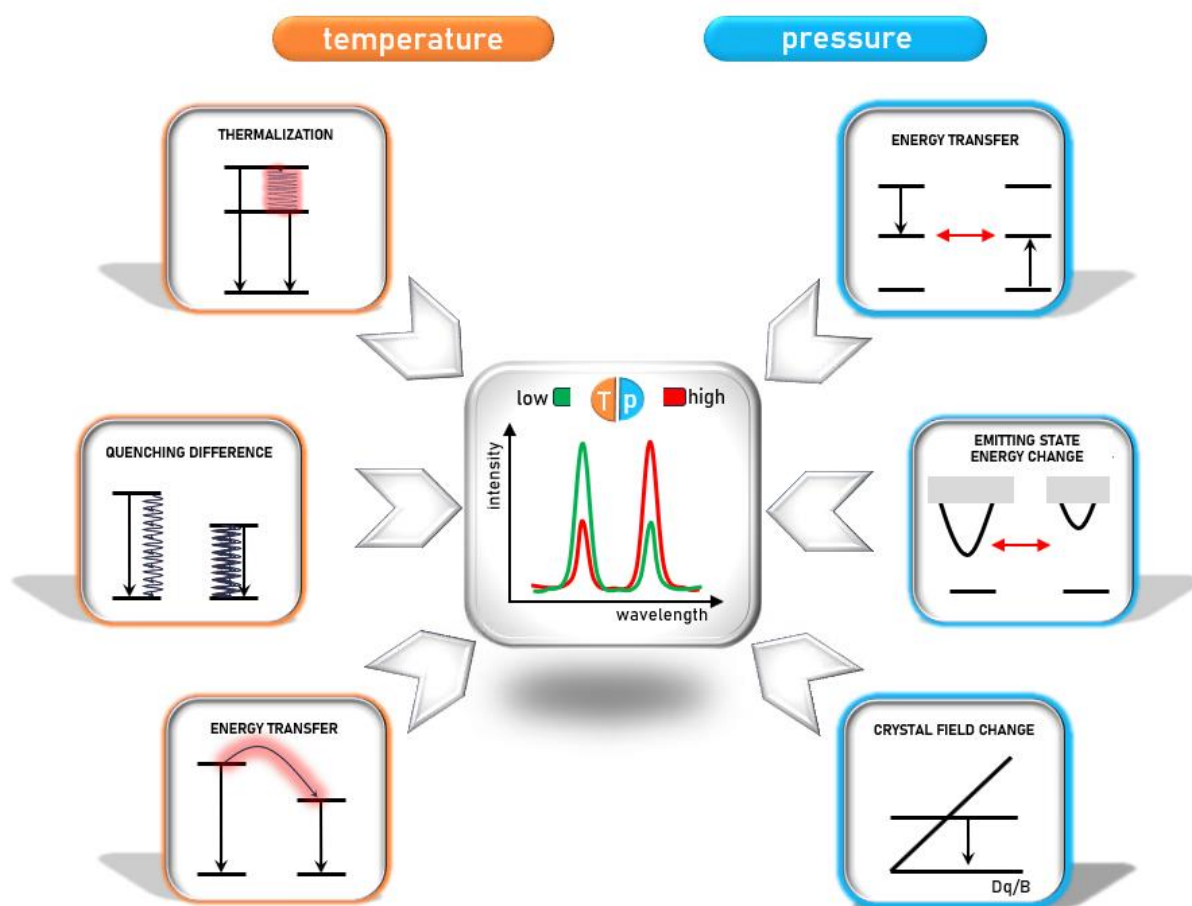 temperature
pressure
THERMALIZATION
ENERGY TRANSFER
low
T
p
high
QUENCHING DIFFERENCE
intensity
wavelength
EMITTING STATE
ENERGY CHANGE
ENERGY TRANSFER
CRYSTAL FIELD CHANGE
Dq/B